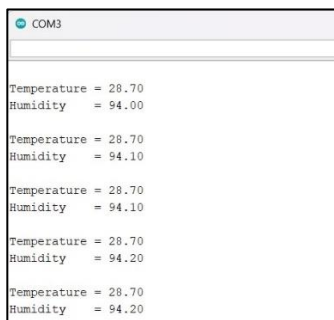 COM3
Temperature = 28.70
Humidity    = 94.00
Temperature = 28.70
Humidity    = 94.10
Temperature = 28.70
Humidity    = 94.10
Temperature = 28.70
Humidity    = 94.20
Temperature = 28.70
Humidity    = 94.20